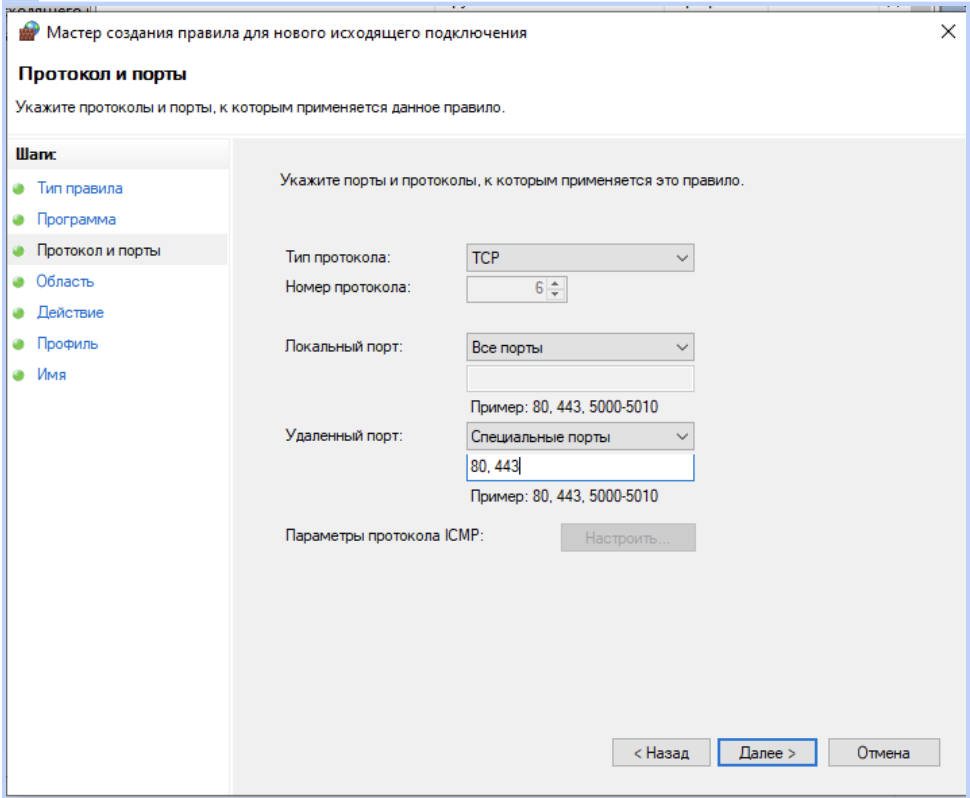 Мастер создания правила для нового исходящего подключения
Протокол и порты
Укажите протоколы и порты, к которым применяется данное правило.
Шаги:
Тип правила
Программа
Протокол и порты
Область
Действие
Профиль
Имя
Укажите порты и протоколы, к которым применяется это правило.
Тип протокола: TCP
Номер протокола: 6
Локальный порт: Все порты
Пример: 80, 443, 5000-5010
Удаленный порт: Специальные порты
80, 443
Пример: 80, 443, 5000-5010
Параметры протокола ICMP: Настроить...
< Назад Далее > Отмена